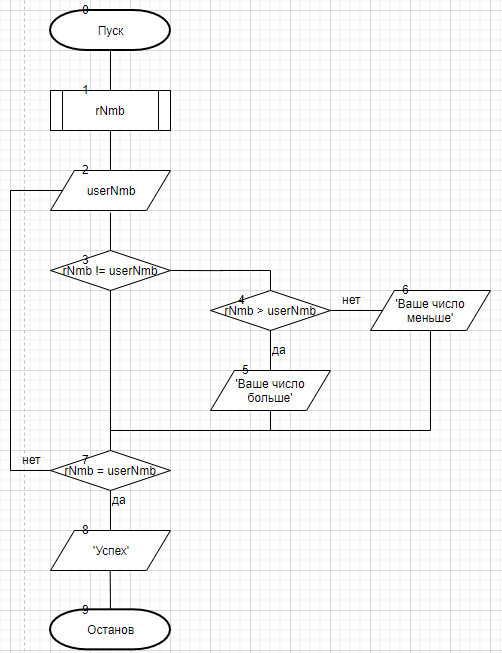 0
Пуск
1
rNmb
2
userNmb
3
rNmb != userNmb
4
rNmb > userNmb
нет
6
'Ваше число
меньше'
да
5
'Ваше число
больше'
нет
7
rNmb = userNmb
да
8
'Успех'
9
Останов